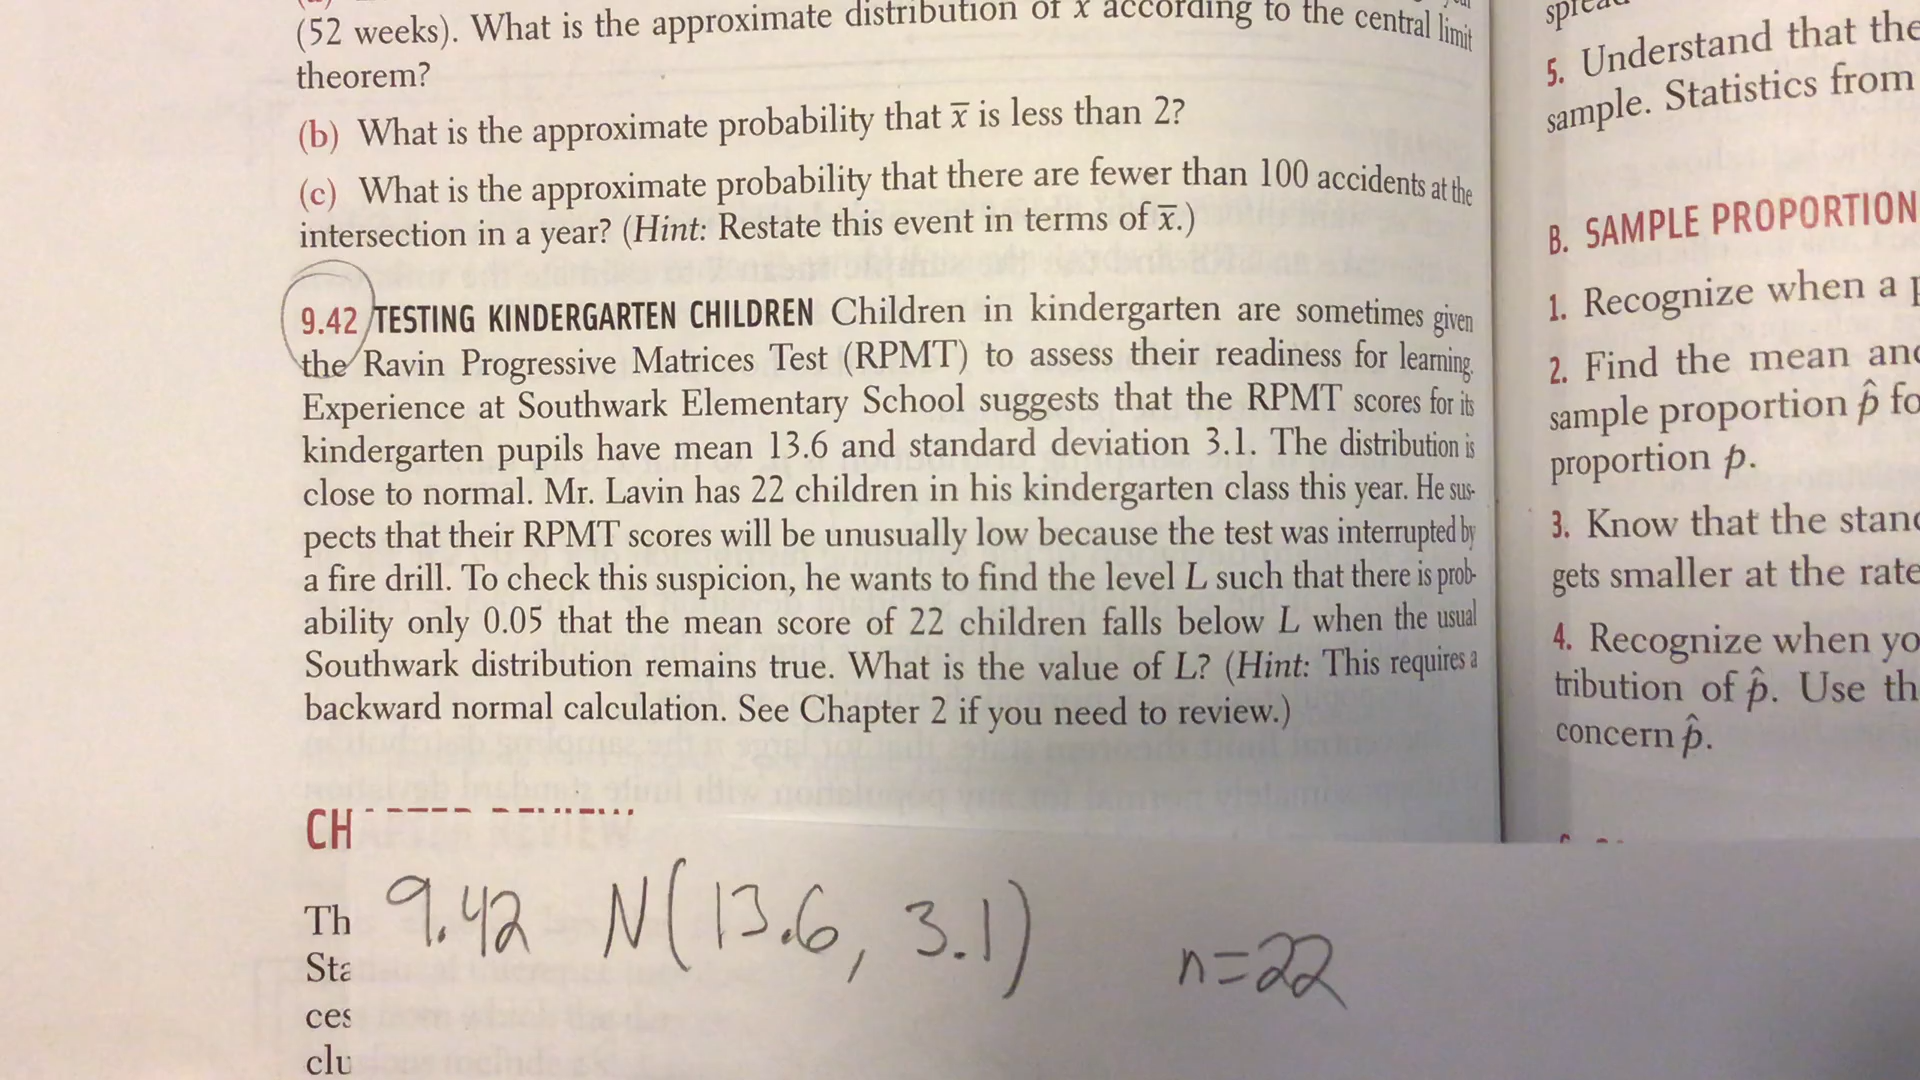 (52 weeks). What is the approximate distribution of x̄ according to the central limit
theorem?
(b) What is the approximate probability that x̄ is less than 2?
(c) What is the approximate probability that there are fewer than 100 accidents at the
intersection in a year? (Hint: Restate this event in terms of x̄.)
9.42 TESTING KINDERGARTEN CHILDREN Children in kindergarten are sometimes given
the Ravin Progressive Matrices Test (RPMT) to assess their readiness for learning.
Experience at Southwark Elementary School suggests that the RPMT scores for its
kindergarten pupils have mean 13.6 and standard deviation 3.1. The distribution is
close to normal. Mr. Lavin has 22 children in his kindergarten class this year. He sus-
pects that their RPMT scores will be unusually low because the test was interrupted by
a fire drill. To check this suspicion, he wants to find the level L such that there is prob-
ability only 0.05 that the mean score of 22 children falls below L when the usual
Southwark distribution remains true. What is the value of L? (Hint: This requires a
backward normal calculation. See Chapter 2 if you need to review.)
CH
Th
Sta
ces
clu
9.42 N(13.6, 3.1) n=22
5. Understand that the
sample. Statistics from
B. SAMPLE PROPORTION
1. Recognize when a p
2. Find the mean and
sample proportion p̂ fo
proportion p.
3. Know that the stanc
gets smaller at the rate
4. Recognize when yo
tribution of p̂. Use th
concern p̂.